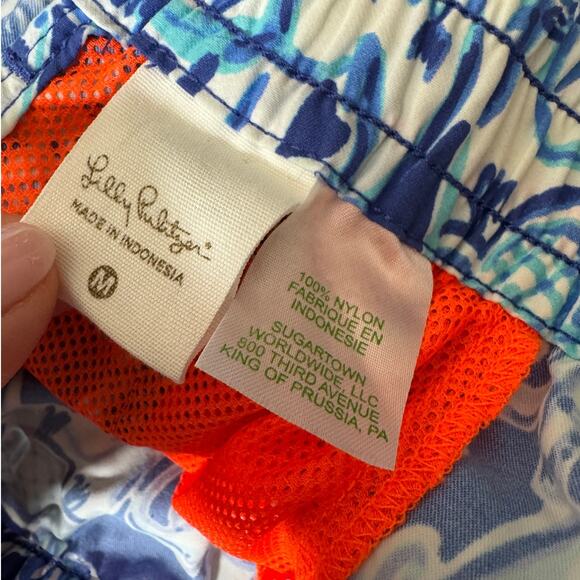 Lilly Pulitzer
MADE IN INDONESIA
M
100% NYLON
FABRIQUE EN
INDONESIE
SUGARTOWN
WORLDWIDE, LLC
800 THIRD AVENUE
KING OF PRUSSIA, PA